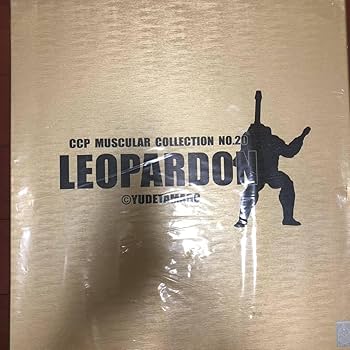 CCP MUSCULAR COLLECTION NO.20
LEOPARDON
©YUDETAMAGO